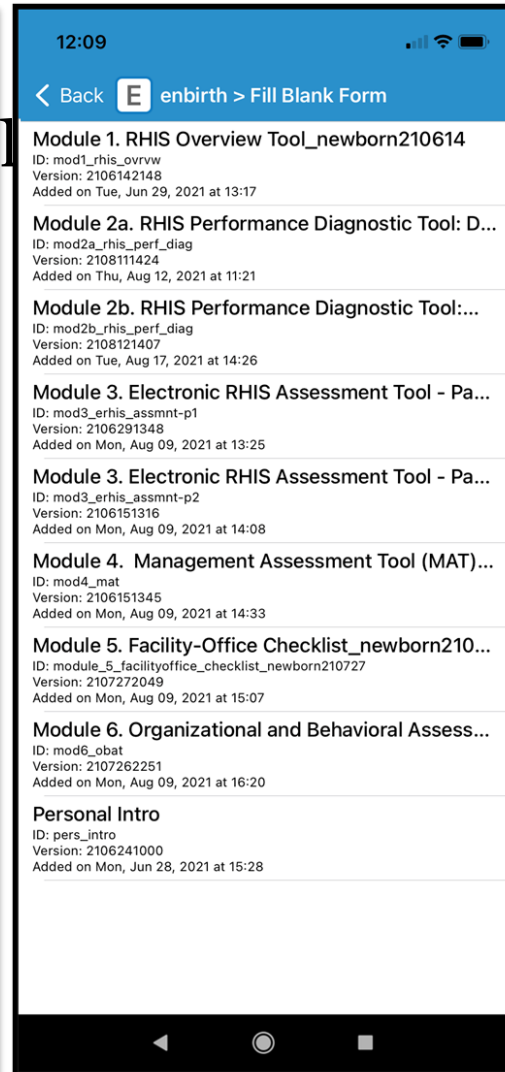 12:09
Back E enbirth > Fill Blank Form
Module 1. RHIS Overview Tool_newborn210614
ID: mod1_rhis_ovrvw
Version: 2106142148
Added on Tue, Jun 29, 2021 at 13:17
Module 2a. RHIS Performance Diagnostic Tool: D...
ID: mod2a_rhis_perf_diag
Version: 2108111424
Added on Thu, Aug 12, 2021 at 11:21
Module 2b. RHIS Performance Diagnostic Tool:...
ID: mod2b_rhis_perf_diag
Version: 2108121407
Added on Tue, Aug 17, 2021 at 14:26
Module 3. Electronic RHIS Assessment Tool - Pa...
ID: mod3_erhis_assmnt-p1
Version: 2106291348
Added on Mon, Aug 09, 2021 at 13:25
Module 3. Electronic RHIS Assessment Tool - Pa...
ID: mod3_erhis_assmnt-p2
Version: 2106151316
Added on Mon, Aug 09, 2021 at 14:08
Module 4. Management Assessment Tool (MAT)...
ID: mod4_mat
Version: 2106151345
Added on Mon, Aug 09, 2021 at 14:33
Module 5. Facility-Office Checklist_newborn210...
ID: module_5_facilityoffice_checklist_newborn210727
Version: 2107272049
Added on Mon, Aug 09, 2021 at 15:07
Module 6. Organizational and Behavioral Assess...
ID: mod6_obat
Version: 2107262251
Added on Mon, Aug 09, 2021 at 16:20
Personal Intro
ID: pers_intro
Version: 2106241000
Added on Mon, Jun 28, 2021 at 15:28